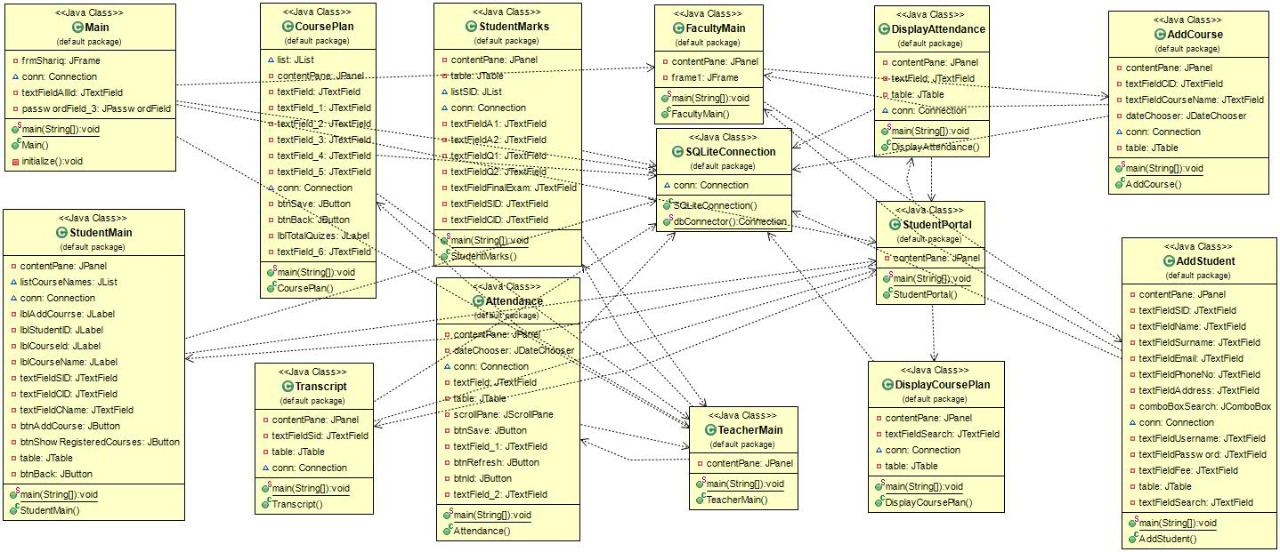 <<Java Class>>
Main
(default package)
frmShariq: JFrame
conn: Connection
textFieldAllId: JTextField
passwordField_3: JPasswordField
main(String[]):void
Main()
initialize():void
<<Java Class>>
CoursePlan
(default package)
list: JList
contentPane: JPanel
textField: JTextField
textField_1: JTextField
textField_2: JTextField
textField_3: JTextField
textField_4: JTextField
textField_5: JTextField
conn: Connection
btnSave: JButton
btnBack: JButton
lblTotalQuizes: JLabel
textField_6: JTextField
main(String[]):void
CoursePlan()
<<Java Class>>
StudentMarks
(default package)
contentPane: JPanel
table: JTable
listSID: JList
conn: Connection
textFieldA1: JTextField
textFieldA2: JTextField
textFieldQ1: JTextField
textFieldQ2: JTextField
textFieldFinalExam: JTextField
textFieldSID: JTextField
textFieldCID: JTextField
main(String[]):void
StudentMarks()
<<Java Class>>
FacultyMain
(default package)
contentPane: JPanel
frame1: JFrame
main(String[]):void
FacultyMain()
<<Java Class>>
DisplayAttendance
(default package)
contentPane: JPanel
textField: JTextField
table: JTable
conn: Connection
main(String[]):void
DisplayAttendance()
<<Java Class>>
AddCourse
(default package)
contentPane: JPanel
textFieldCID: JTextField
textFieldCourseName: JTextField
dateChooser: JDateChooser
conn: Connection
table: JTable
main(String[]):void
AddCourse()
<<Java Class>>
SQLiteConnection
(default package)
conn: Connection
SQLiteConnection()
dbConnector():Connection
<<Java Class>>
StudentMain
(default package)
contentPane: JPanel
listCourseNames: JList
conn: Connection
lblAddCourrse: JLabel
lblStudentID: JLabel
lblCourseId: JLabel
lblCourseName: JLabel
textFieldSID: JTextField
textFieldCID: JTextField
textFieldCName: JTextField
btnAddCourse: JButton
btnShowRegisteredCourses: JButton
table: JTable
btnBack: JButton
main(String[]):void
StudentMain()
<<Java Class>>
StudentPortal
(default package)
contentPane: JPanel
main(String[]):void
StudentPortal()
<<Java Class>>
AddStudent
(default package)
contentPane: JPanel
textFieldSID: JTextField
textFieldName: JTextField
textFieldSurname: JTextField
textFieldEmail: JTextField
textFieldPhoneNo: JTextField
textFieldAddress: JTextField
comboBoxSearch: JComboBox
conn: Connection
textFieldUsername: JTextField
textFieldPassword: JTextField
textFieldFee: JTextField
table: JTable
textFieldSearch: JTextField
main(String[]):void
AddStudent()
<<Java Class>>
Attendance
(default package)
contentPane: JPanel
dateChooser: JDateChooser
conn: Connection
textField: JTextField
table: JTable
scrollPane: JScrollPane
btnSave: JButton
textField_1: JTextField
btnRefresh: JButton
btnId: JButton
textField_2: JTextField
main(String[]):void
Attendance()
<<Java Class>>
Transcript
(default package)
contentPane: JPanel
textFieldSid: JTextField
table: JTable
conn: Connection
main(String[]):void
Transcript()
<<Java Class>>
TeacherMain
(default package)
contentPane: JPanel
main(String[]):void
TeacherMain()
<<Java Class>>
DisplayCoursePlan
(default package)
contentPane: JPanel
textFieldSearch: JTextField
conn: Connection
table: JTable
main(String[]):void
DisplayCoursePlan()